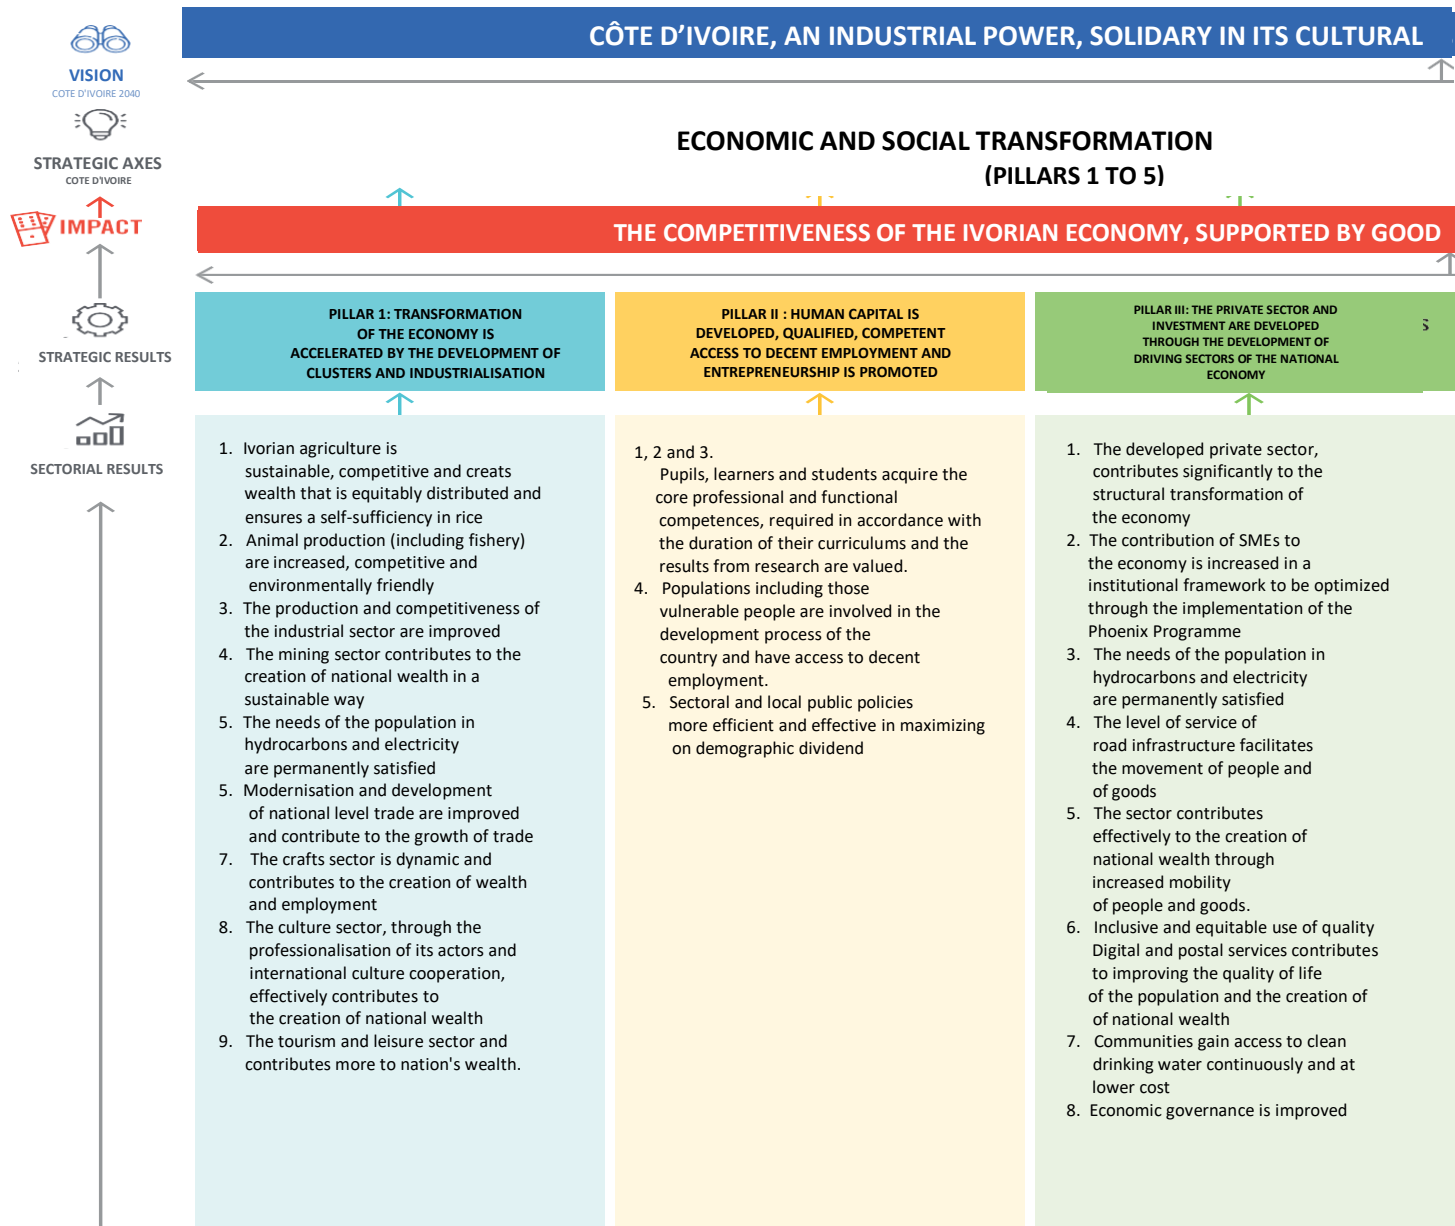 CÔTE D'IVOIRE, AN INDUSTRIAL POWER, SOLIDARY IN ITS CULTURAL
VISION
COTE D'IVOIRE 2040
STRATEGIC AXES
COTE D'IVOIRE
ECONOMIC AND SOCIAL TRANSFORMATION
(PILLARS 1 TO 5)
IMPACT
THE COMPETITIVENESS OF THE IVORIAN ECONOMY, SUPPORTED BY GOOD
STRATEGIC RESULTS
PILLAR 1: TRANSFORMATION
OF THE ECONOMY IS
ACCELERATED BY THE DEVELOPMENT OF
CLUSTERS AND INDUSTRIALISATION
PILLAR II : HUMAN CAPITAL IS
DEVELOPED, QUALIFIED, COMPETENT
ACCESS TO DECENT EMPLOYMENT AND
ENTREPRENEURSHIP IS PROMOTED
PILLAR III: THE PRIVATE SECTOR AND
INVESTMENT ARE DEVELOPED
THROUGH THE DEVELOPMENT OF
DRIVING SECTORS OF THE NATIONAL
ECONOMY
SECTORIAL RESULTS
1. Ivorian agriculture is
sustainable, competitive and creats
wealth that is equitably distributed and
ensures a self-sufficiency in rice
2. Animal production (including fishery)
are increased, competitive and
environmentally friendly
3. The production and competitiveness of
the industrial sector are improved
4. The mining sector contributes to the
creation of national wealth in a
sustainable way
5. The needs of the population in
hydrocarbons and electricity
are permanently satisfied
5. Modernisation and development
of national level trade are improved
and contribute to the growth of trade
7. The crafts sector is dynamic and
contributes to the creation of wealth
and employment
8. The culture sector, through the
professionalisation of its actors and
international culture cooperation,
effectively contributes to
the creation of national wealth
9. The tourism and leisure sector and
contributes more to nation's wealth.
1, 2 and 3.
Pupils, learners and students acquire the
core professional and functional
competences, required in accordance with
the duration of their curriculums and the
results from research are valued.
4. Populations including those
vulnerable people are involved in the
development process of the
country and have access to decent
employment.
5. Sectoral and local public policies
more efficient and effective in maximizing
on demographic dividend
1. The developed private sector,
contributes significantly to the
structural transformation of
the economy
2. The contribution of SMEs to
the economy is increased in a
institutional framework to be optimized
through the implementation of the
Phoenix Programme
3. The needs of the population in
hydrocarbons and electricity
are permanently satisfied
4. The level of service of
road infrastructure facilitates
the movement of people and
of goods
5. The sector contributes
effectively to the creation of
national wealth through
increased mobility
of people and goods.
6. Inclusive and equitable use of quality
Digital and postal services contributes
to improving the quality of life
of the population and the creation of
of national wealth
7. Communities gain access to clean
drinking water continuously and at
lower cost
8. Economic governance is improved